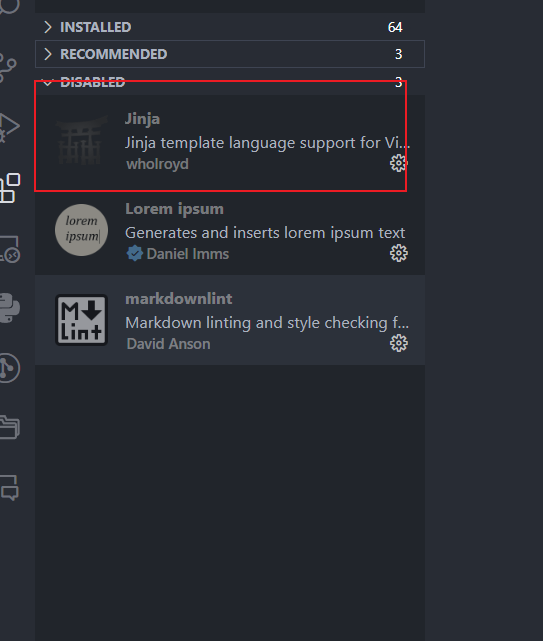 INSTALLED 64
RECOMMENDED 3
DISABLED 3
Jinja
Jinja template language support for Vi...
wholroyd
lorem
ipsum
Lorem ipsum
Generates and inserts lorem ipsum text
Daniel Imms
M
Lint
markdownlint
Markdown linting and style checking f...
David Anson